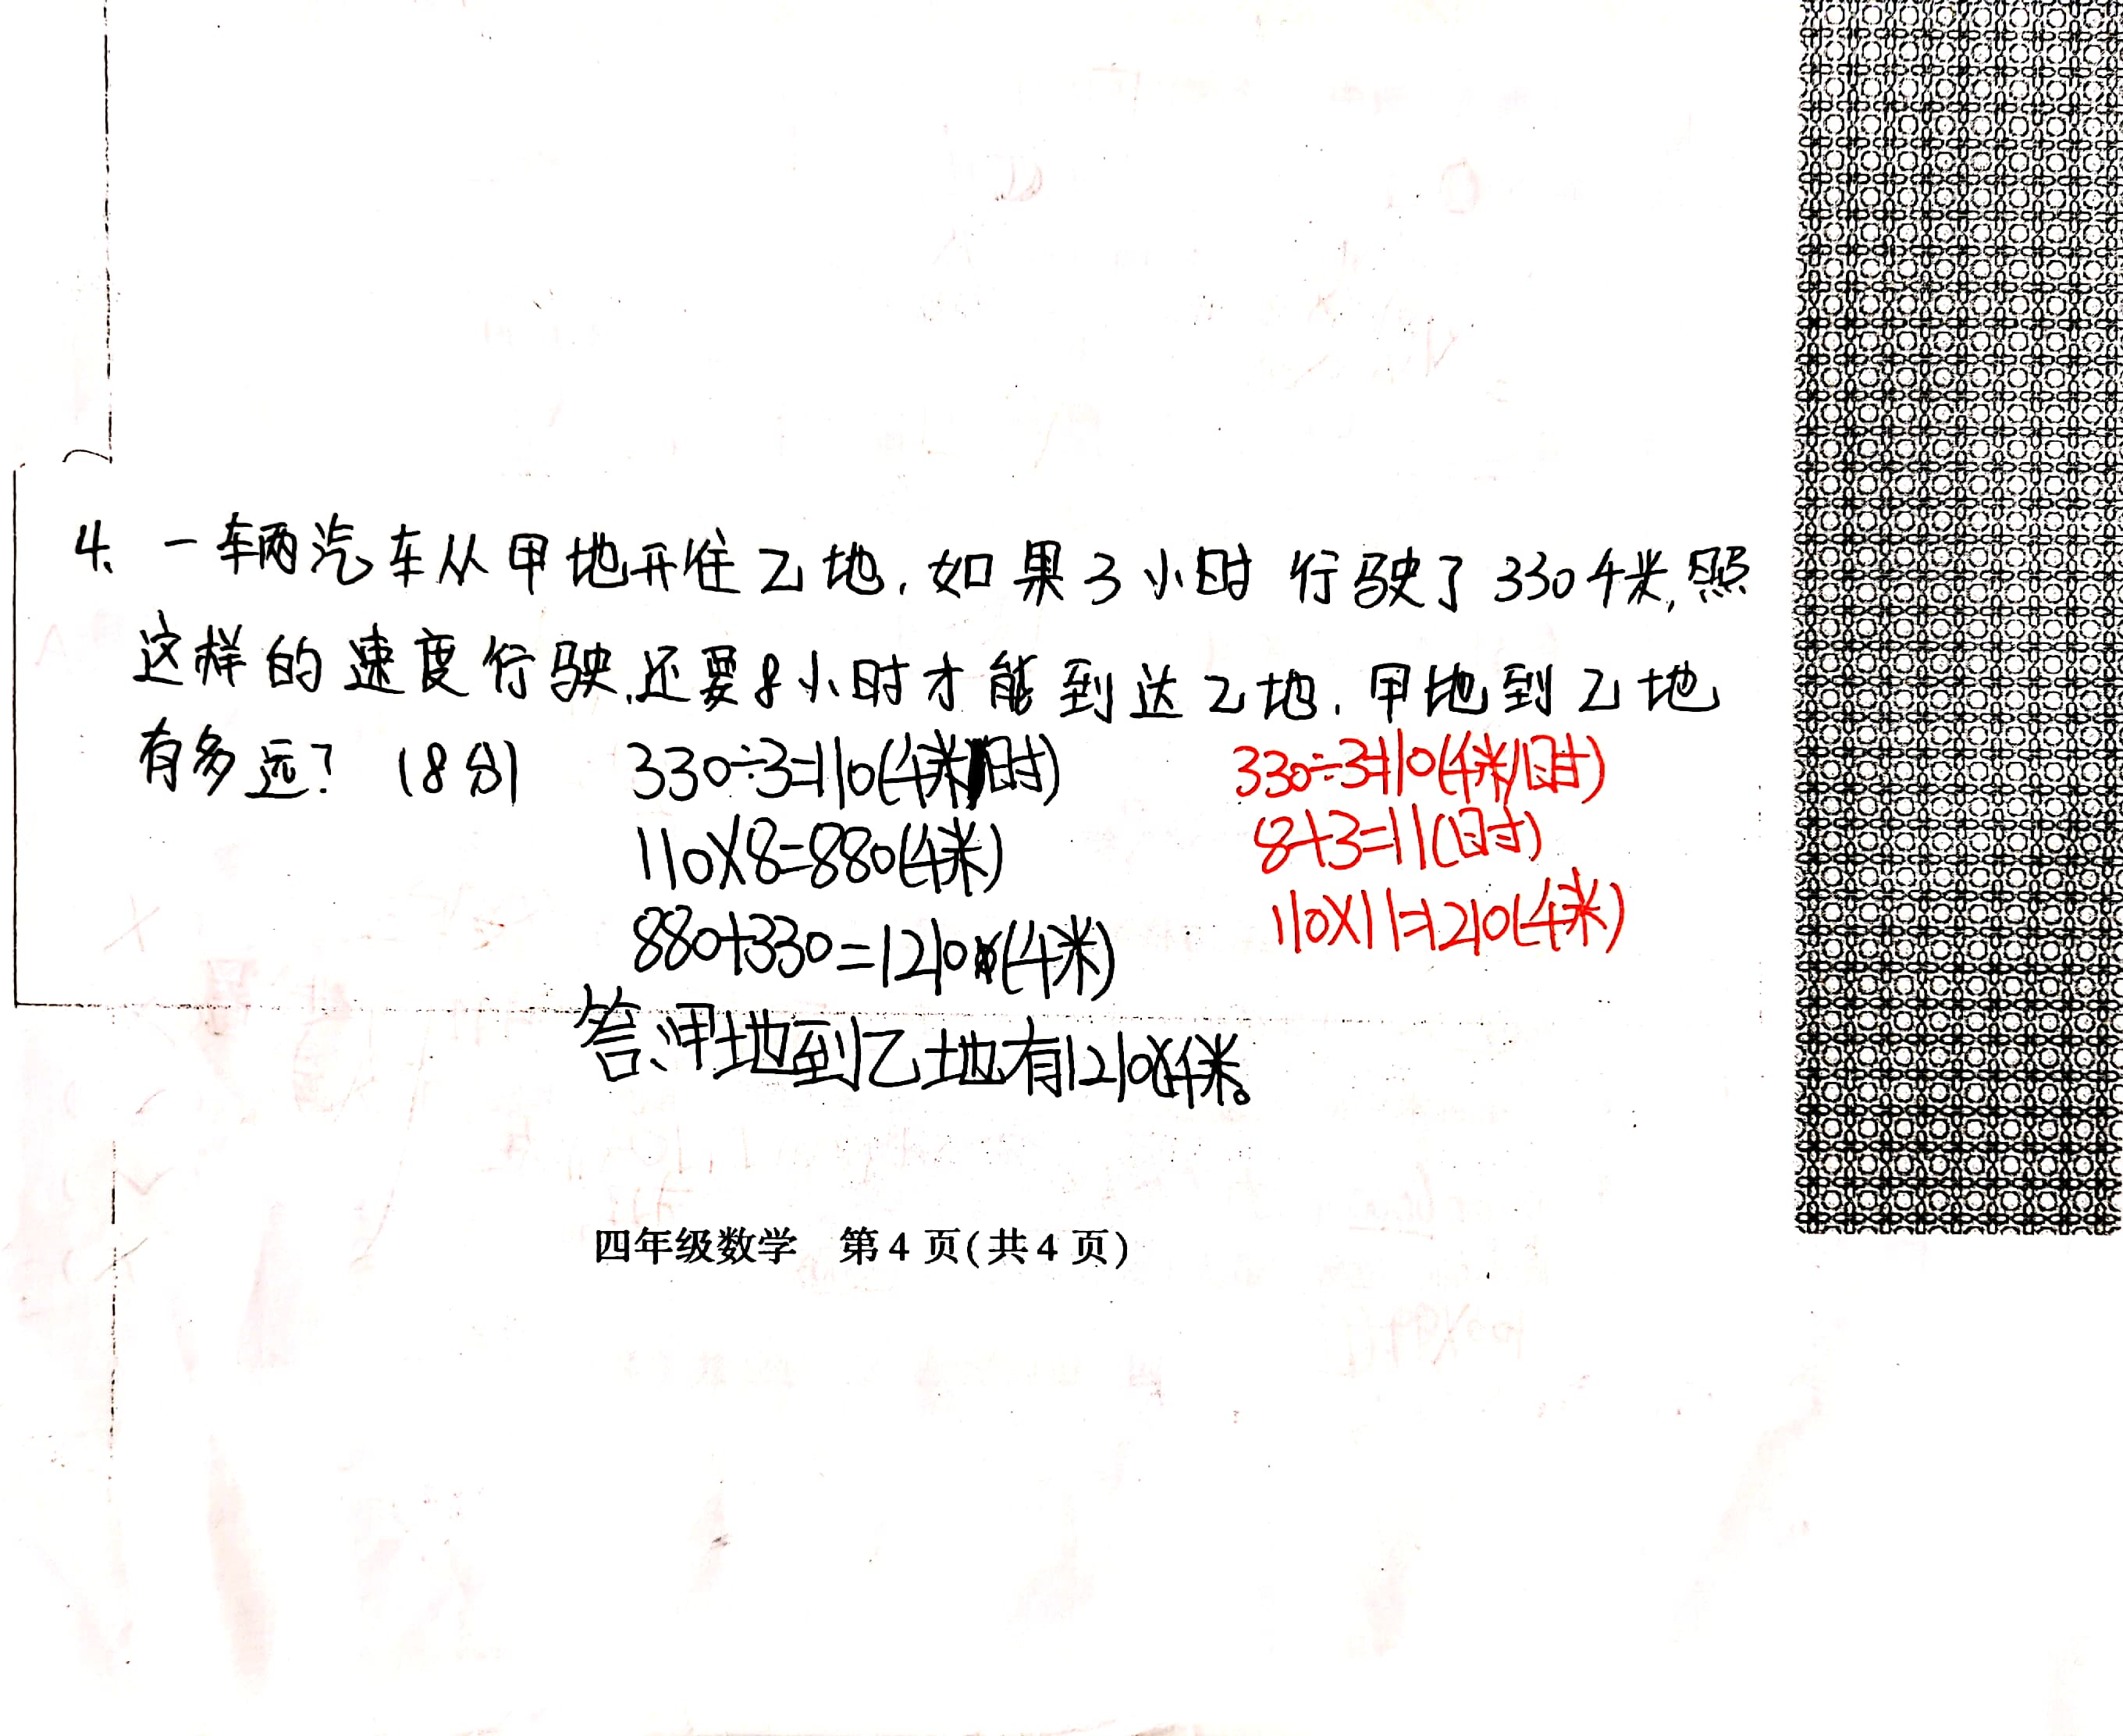 4、一辆汽车从甲地开往乙地，如果3小时行驶了330千米，照
这样的速度行驶，还要8小时才能到达乙地．甲地到乙地
有多远？（8分）
330÷3=110(千米/时)
110×8=880(千米)
880+330=1210(千米)
答：甲地到乙地有1210千米。
330÷3=110(千米/时)
8+3=11(时)
110×11=1210(千米)
四年级数学 第4页(共4页)